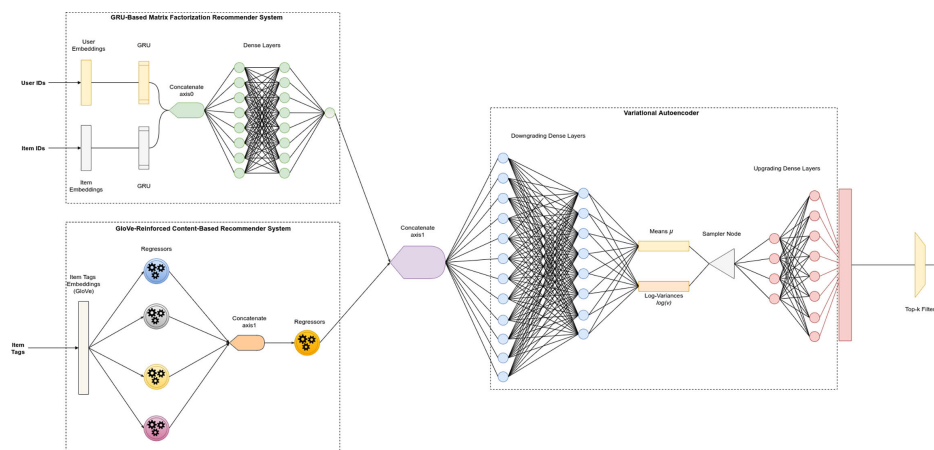 GRU-Based Matrix Factorization Recommender System
User
Embeddings
GRU
Dense Layers
User IDs
Concatenate
axis0
Item IDs
Item
Embeddings
GRU
GloVe-Reinforced Content-Based Recommender System
Regressors
Item Tags
Embeddings
(GloVe)
Concatenate
axis1
Regressors
Item
Tags
Concatenate
axis1
Variational Autoencoder
Downgrading Dense Layers
Upgrading Dense Layers
Means μ
Sampler Node
Log-Variances
Top-k Filter